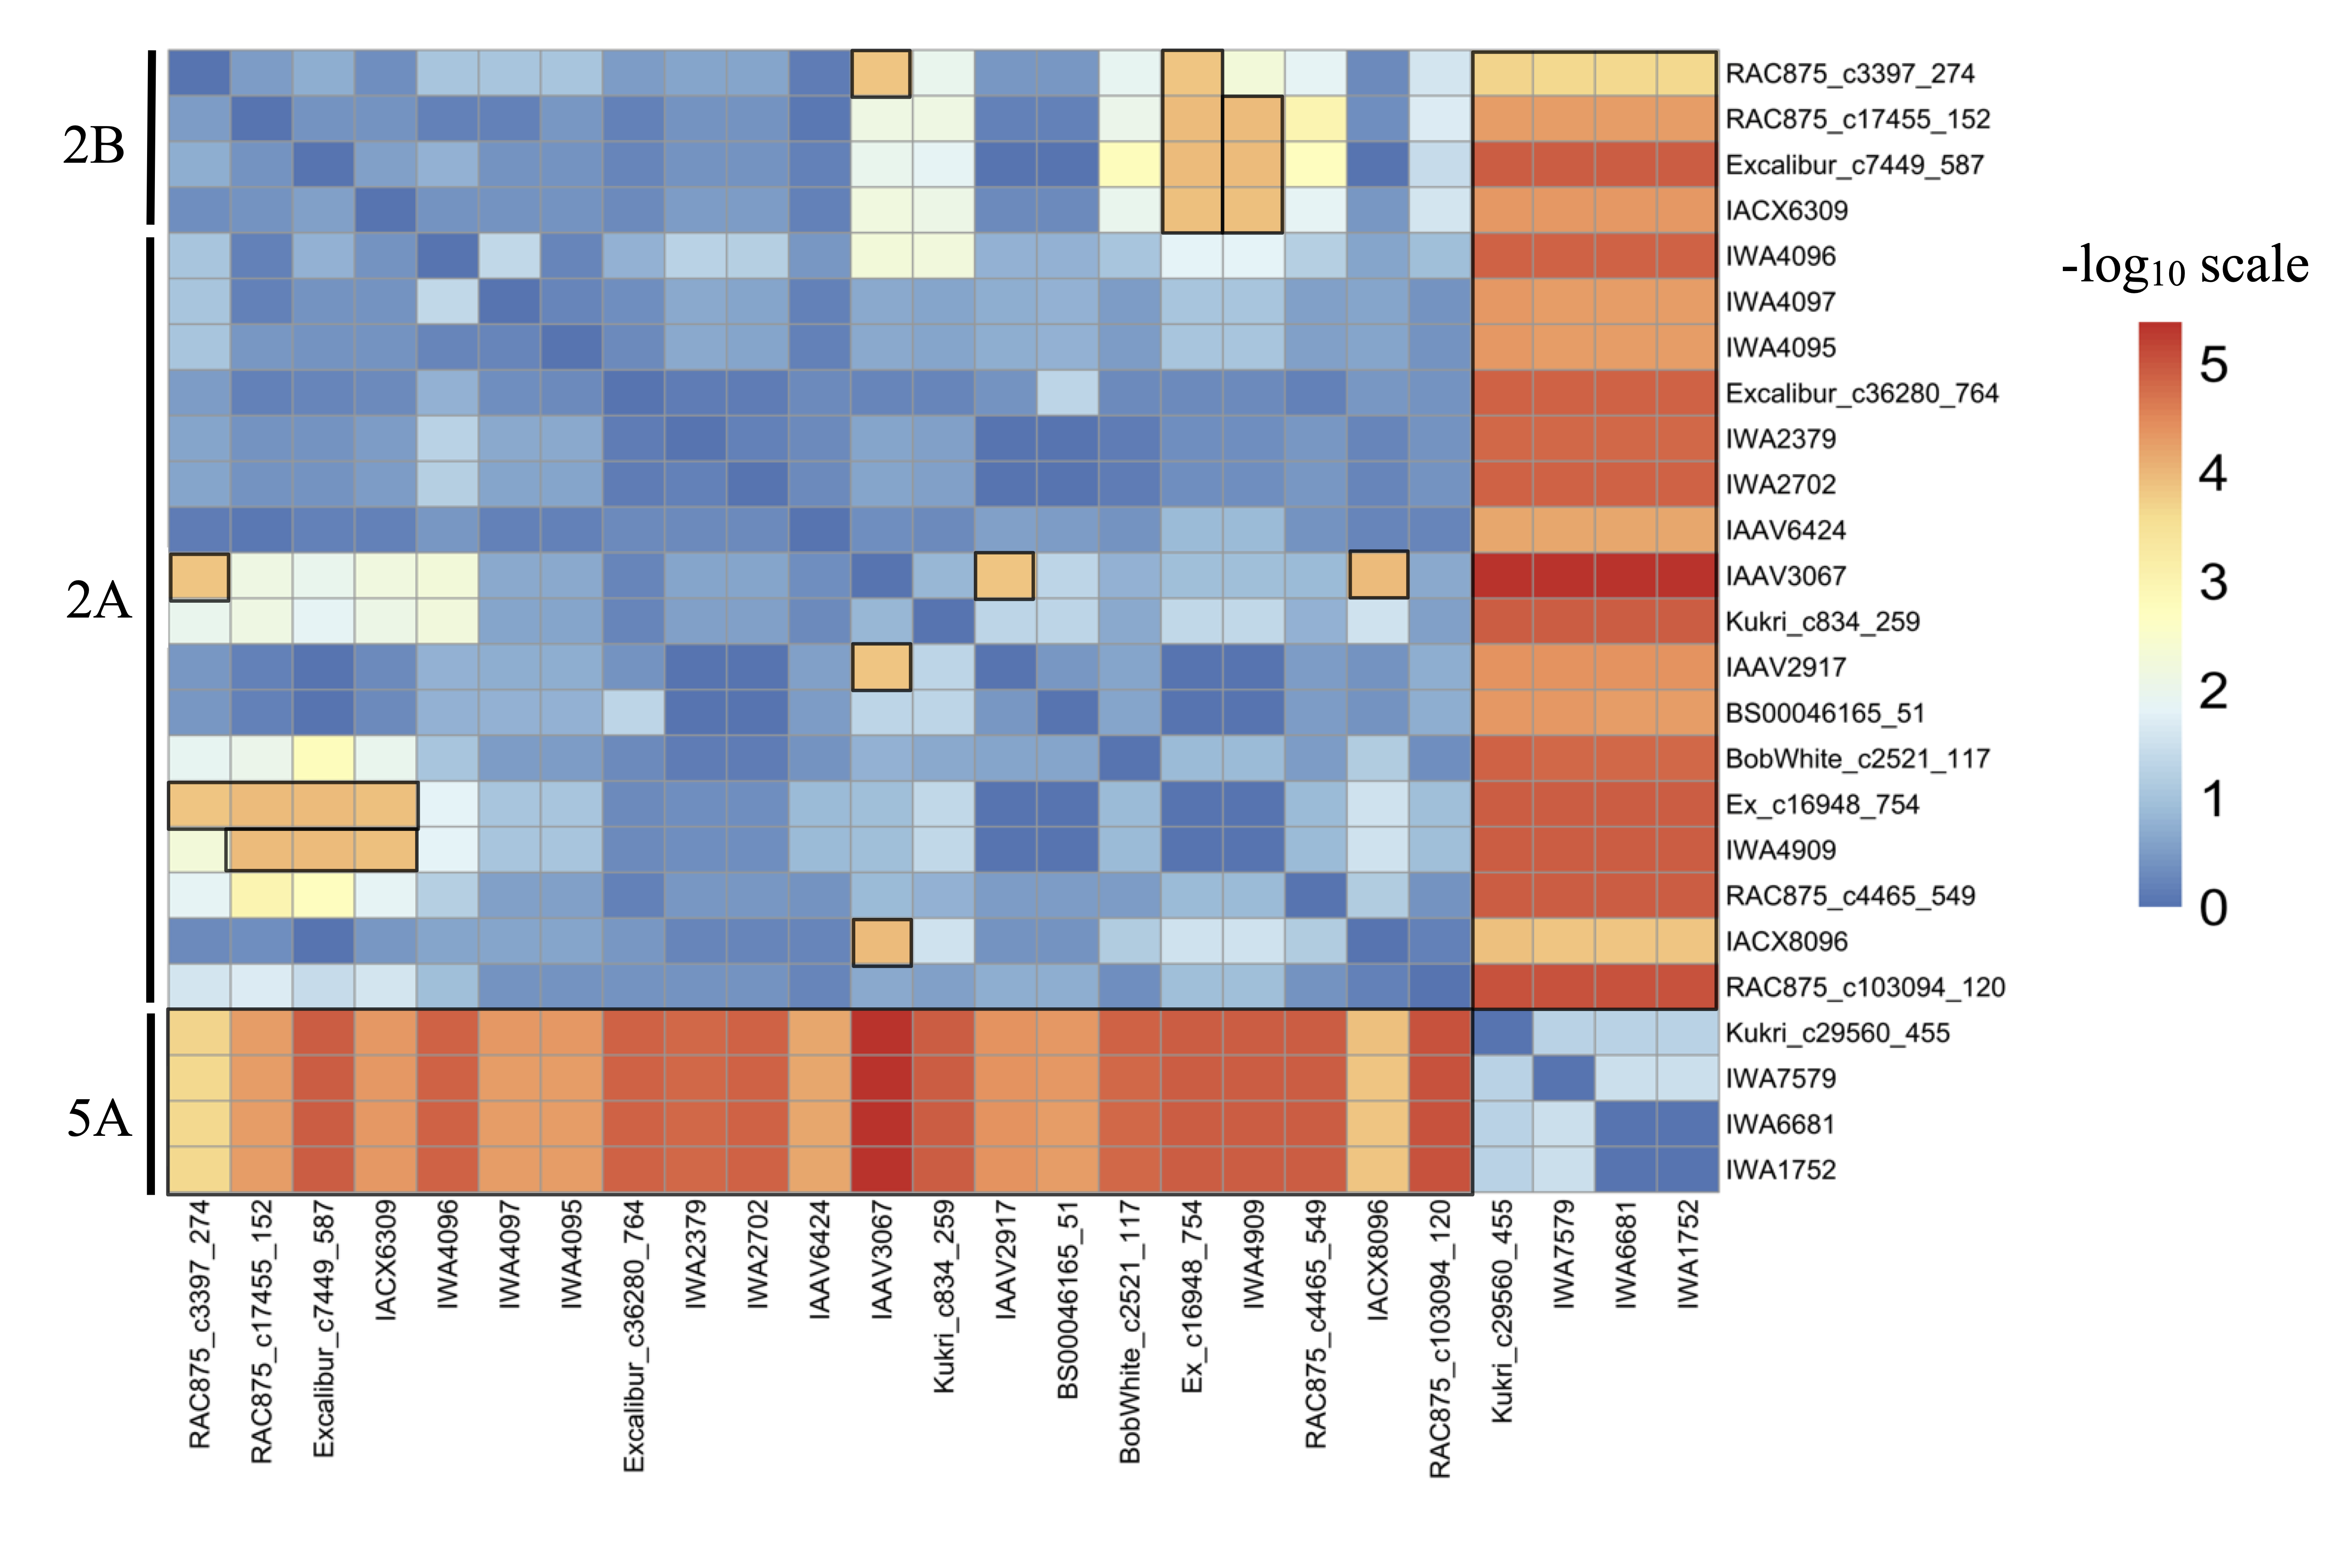 2B
2A
5A
RAC875_c3397_274
RAC875_c17455_152
Excalibur_c7449_587
IACX6309
IWA4096
IWA4097
IWA4095
Excalibur_c36280_764
IWA2379
IWA2702
IAAV6424
IAAV3067
Kukri_c834_259
IAAV2917
BS00046165_51
BobWhite_c2521_117
Ex_c16948_754
IWA4909
RAC875_c4465_549
IACX8096
RAC875_c103094_120
Kukri_c29560_455
IWA7579
IWA6681
IWA1752
-log10 scale
5
4
3
2
1
0
RAC875_c3397_274
RAC875_c17455_152
Excalibur_c7449_587
IACX6309
IWA4096
IWA4097
IWA4095
Excalibur_c36280_764
IWA2379
IWA2702
IAAV6424
IAAV3067
Kukri_c834_259
IAAV2917
BS00046165_51
BobWhite_c2521_117
Ex_c16948_754
IWA4909
RAC875_c4465_549
IACX8096
RAC875_c103094_120
Kukri_c29560_455
IWA7579
IWA6681
IWA1752